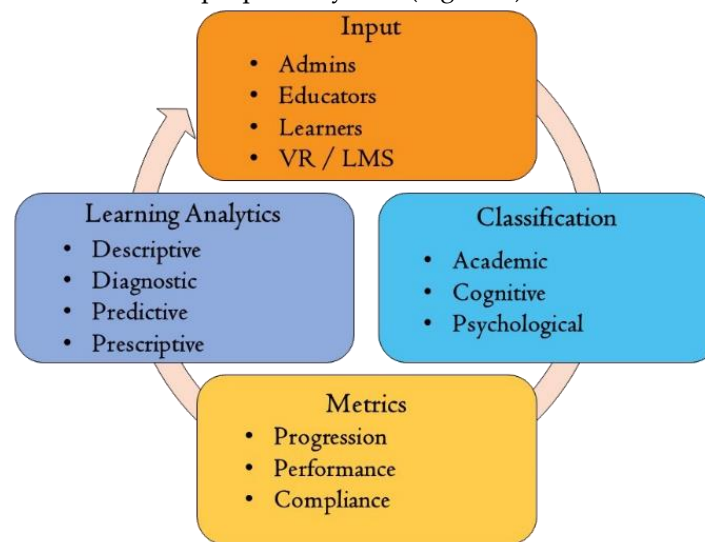 Input
• Admins
• Educators
• Learners
• VR / LMS
Learning Analytics
• Descriptive
• Diagnostic
• Predictive
• Prescriptive
Classification
• Academic
• Cognitive
• Psychological
Metrics
• Progression
• Performance
• Compliance